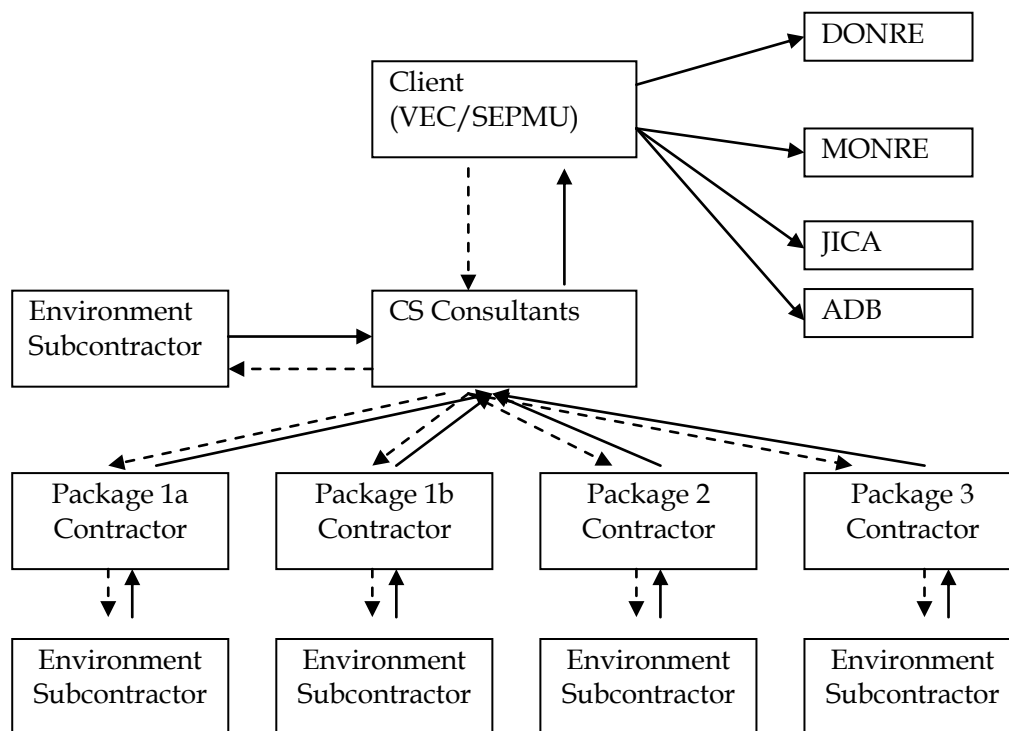 DONRE
Client
(VEC/SEPMU)
MONRE
JICA
ADB
Environment
Subcontractor
CS Consultants
Package 1a
Contractor
Package 1b
Contractor
Package 2
Contractor
Package 3
Contractor
Environment
Subcontractor
Environment
Subcontractor
Environment
Subcontractor
Environment
Subcontractor